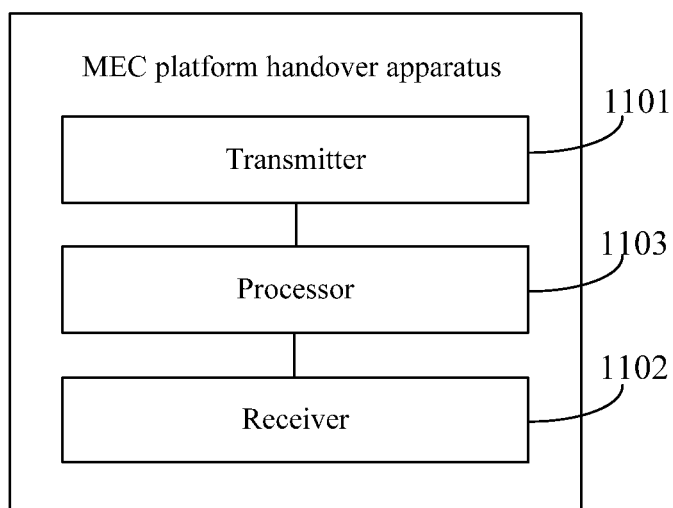 MEC platform handover apparatus
1101
Transmitter
1103
Processor
1102
Receiver